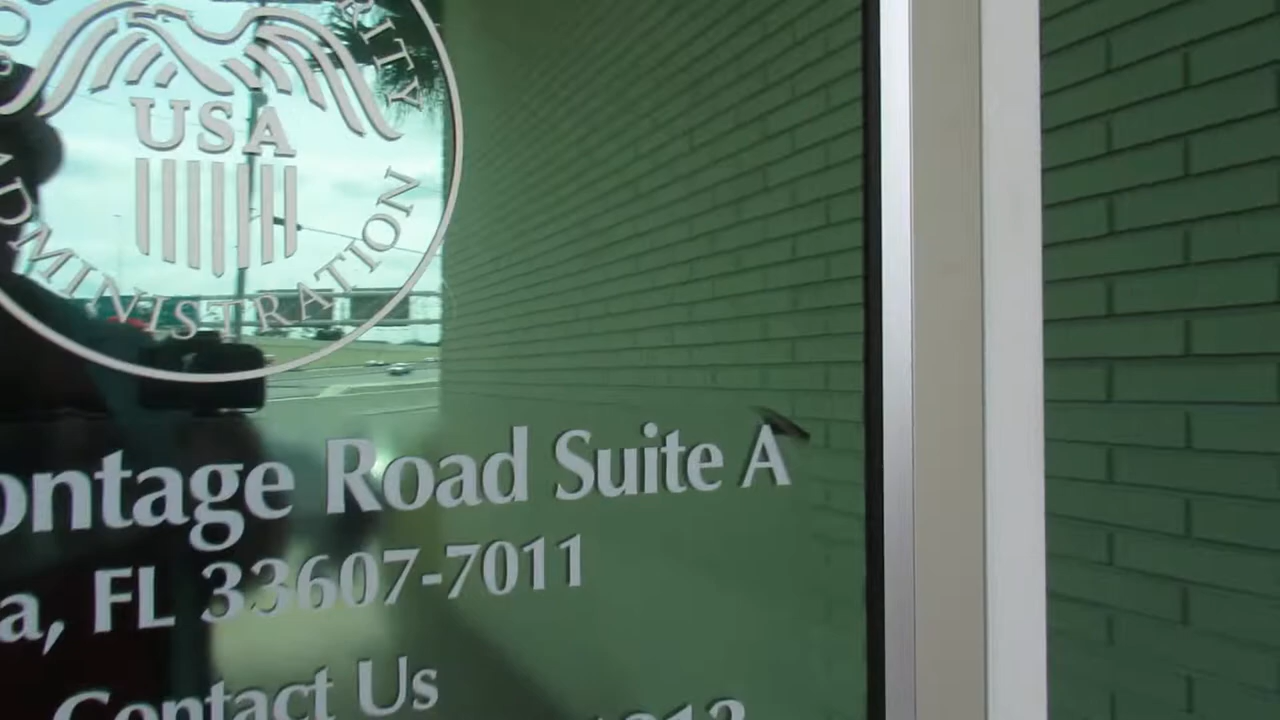 USA
ADMINISTRATION
ontage Road Suite A
a, FL 33607-7011
Contact Us